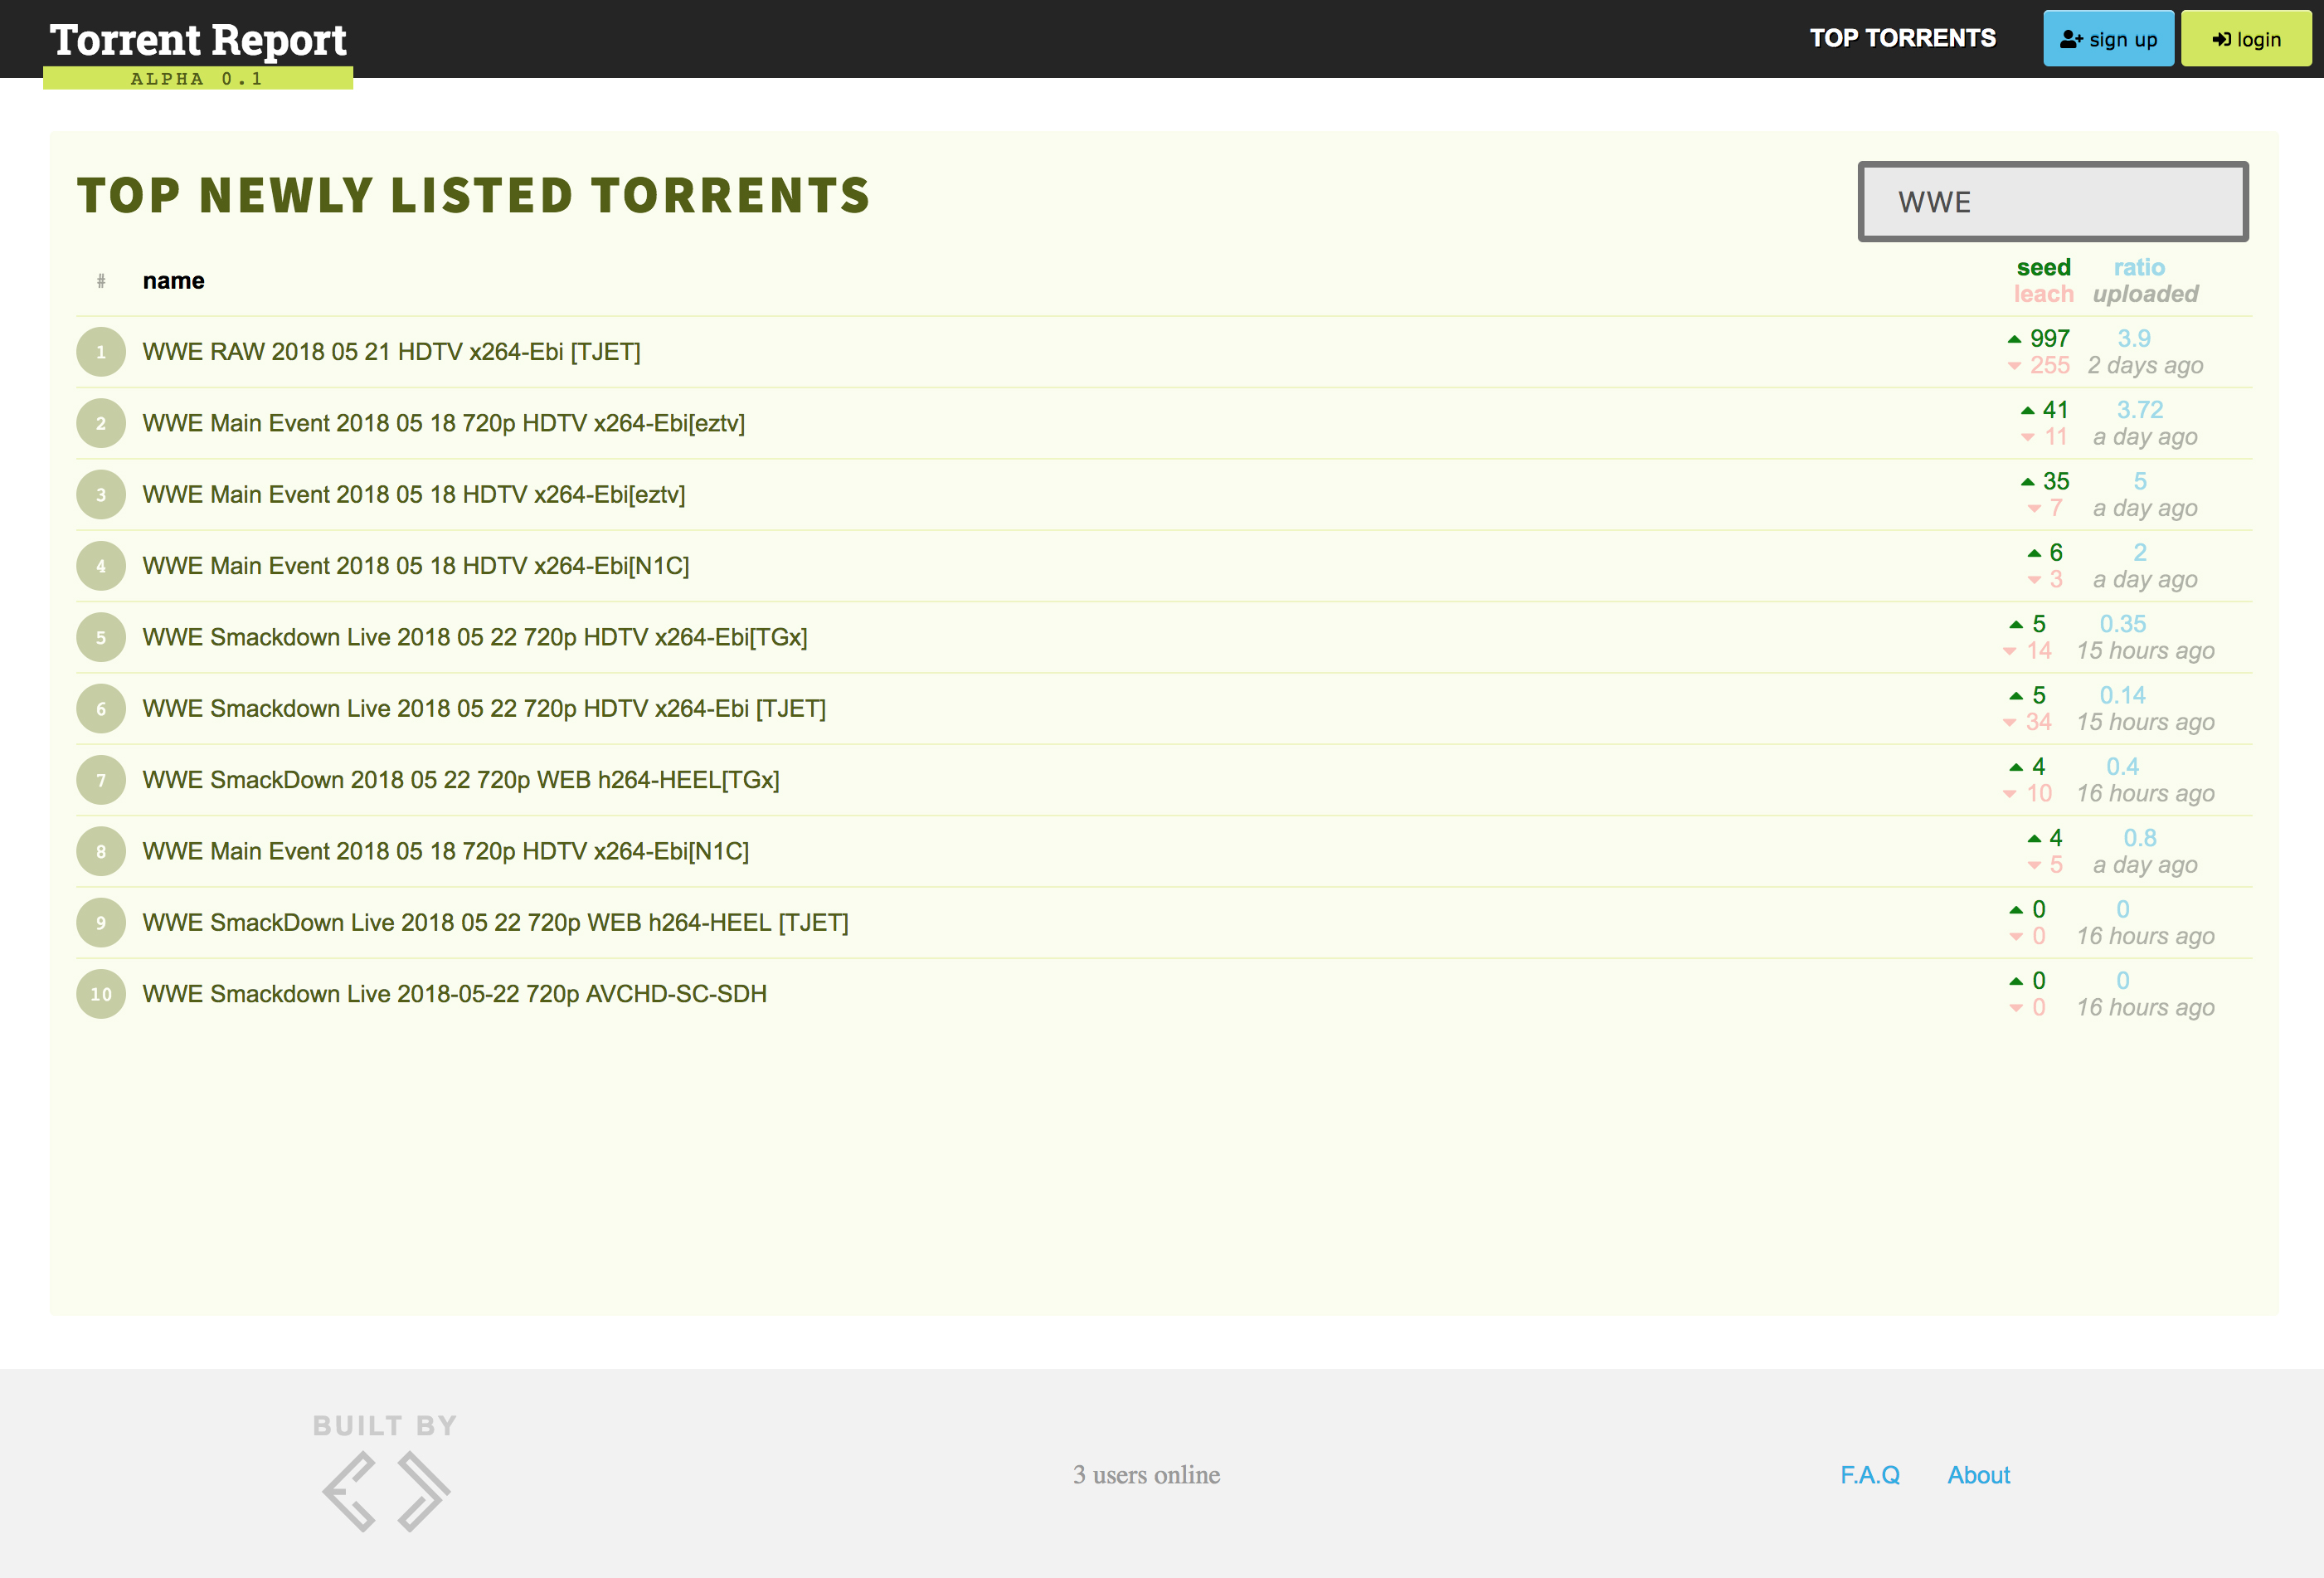 Torrent Report
ALPHA 0.1
TOP TORRENTS
sign up
login
TOP NEWLY LISTED TORRENTS
WWE
# name seed ratio
leach uploaded
1 WWE RAW 2018 05 21 HDTV x264-Ebi [TJET] 997 3.9
255 2 days ago
2 WWE Main Event 2018 05 18 720p HDTV x264-Ebi[eztv] 41 3.72
11 a day ago
3 WWE Main Event 2018 05 18 HDTV x264-Ebi[eztv] 35 5
7 a day ago
4 WWE Main Event 2018 05 18 HDTV x264-Ebi[N1C] 6 2
3 a day ago
5 WWE Smackdown Live 2018 05 22 720p HDTV x264-Ebi[TGx] 5 0.35
14 15 hours ago
6 WWE Smackdown Live 2018 05 22 720p HDTV x264-Ebi [TJET] 5 0.14
34 15 hours ago
7 WWE SmackDown 2018 05 22 720p WEB h264-HEEL[TGx] 4 0.4
10 16 hours ago
8 WWE Main Event 2018 05 18 720p HDTV x264-Ebi[N1C] 4 0.8
5 a day ago
9 WWE SmackDown Live 2018 05 22 720p WEB h264-HEEL [TJET] 0 0
0 16 hours ago
10 WWE Smackdown Live 2018-05-22 720p AVCHD-SC-SDH 0 0
0 16 hours ago
BUILT BY
3 users online
F.A.Q About